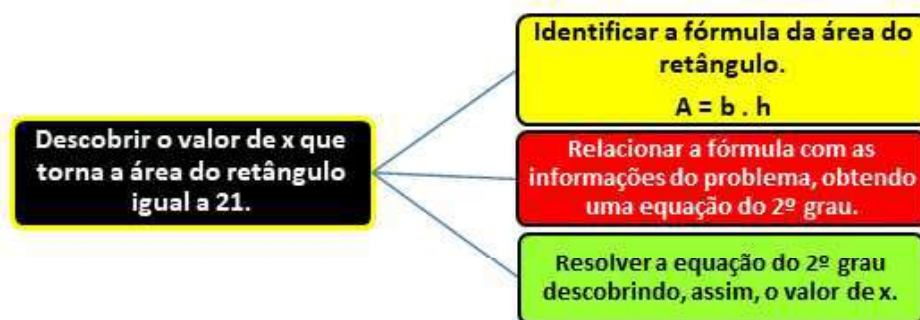 Descobrir o valor de x que
torna a área do retângulo
igual a 21.
Identificar a fórmula da área do
retângulo.
A = b . h
Relacionar a fórmula com as
informações do problema, obtendo
uma equação do 2º grau.
Resolver a equação do 2º grau
descobrindo, assim, o valor de x.